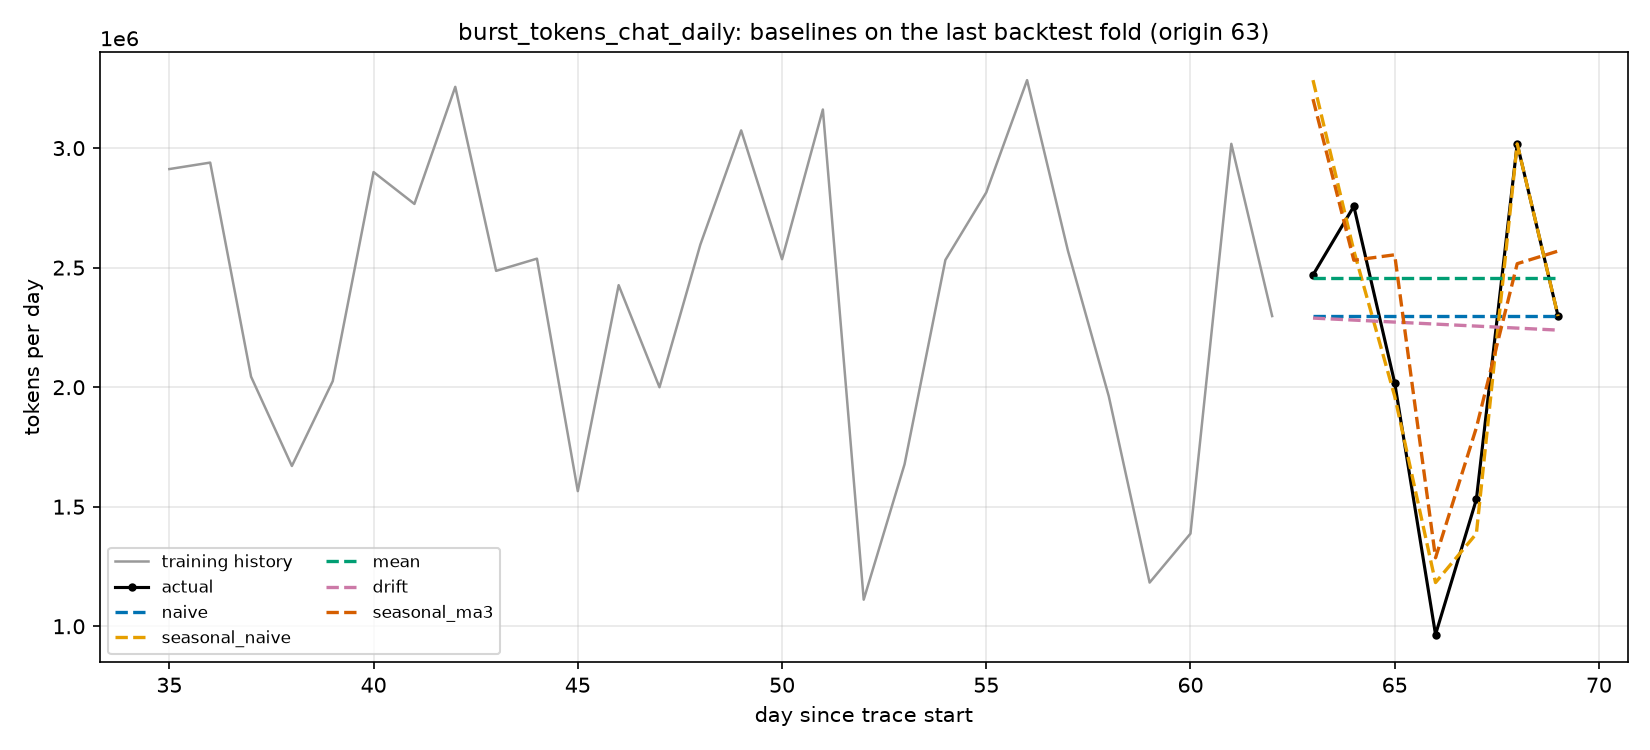 burst_tokens_chat_daily: baselines on the last backtest fold (origin 63)
1e6
tokens per day
3.0
2.5
2.0
1.5
1.0
training history
actual
naive
seasonal_naive
mean
drift
seasonal_ma3
35 40 45 50 55 60 65 70
day since trace start